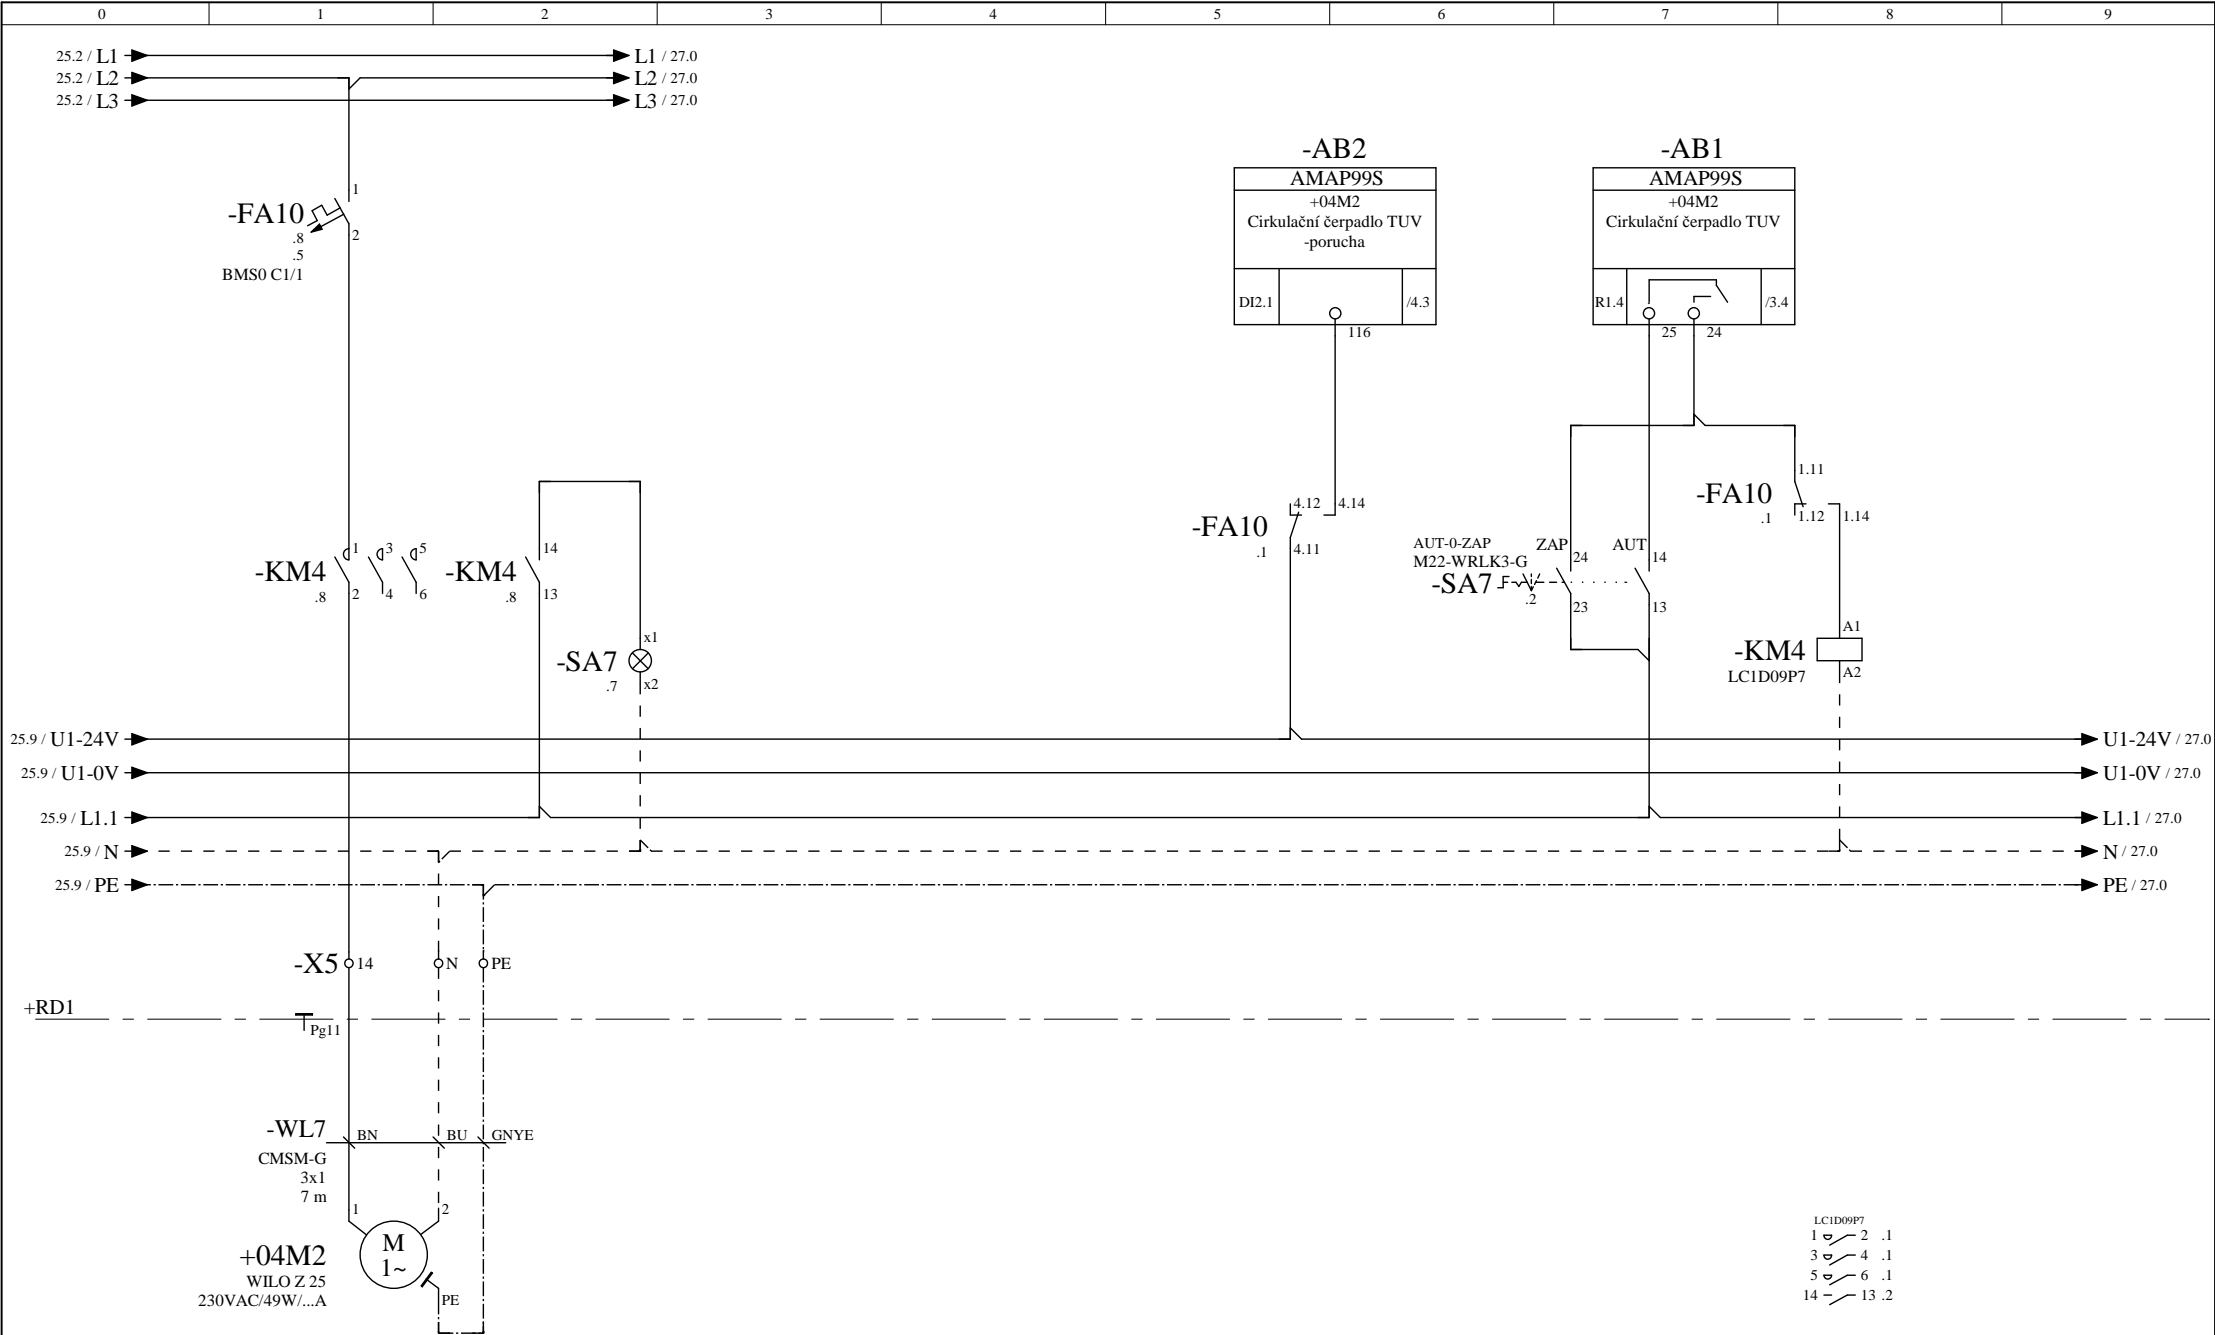 0 1 2 3 4 5 6 7 8 9
25.2 / L1 L1 / 27.0
25.2 / L2 L2 / 27.0
25.2 / L3 L3 / 27.0
-AB2
AMAP99S
+04M2
Cirkulační čerpadlo TUV
-porucha
DI2.1
/4.3
116
-AB1
AMAP99S
+04M2
Cirkulační čerpadlo TUV
R1.4
/3.4
25
24
1
-FA10
.8
2
.5
BMS0 C1/1
1 3 5
-KM4
.8
2 4 6
14
-KM4
.8
13
x1
-SA7
.7
x2
4.12 4.14
-FA10
.1
4.11
AUT-0-ZAP
M22-WRLK3-G
-SA7
.2
ZAP
24
23
AUT
14
13
1.11
-FA10
.1
1.12
1.14
A1
-KM4
LC1D09P7
A2
25.9 / U1-24V U1-24V / 27.0
25.9 / U1-0V U1-0V / 27.0
25.9 / L1.1 L1.1 / 27.0
25.9 / N N / 27.0
25.9 / PE PE / 27.0
-X5 14 N PE
+RD1
Pg11
-WL7 BN BU GNYE
CMSM-G
3x1
7 m
1 2
+04M2
M
1~
WILO Z 25
230VAC/49W/...A
PE
LC1D09P7
1 2 .1
3 4 .1
5 6 .1
14 13 .2